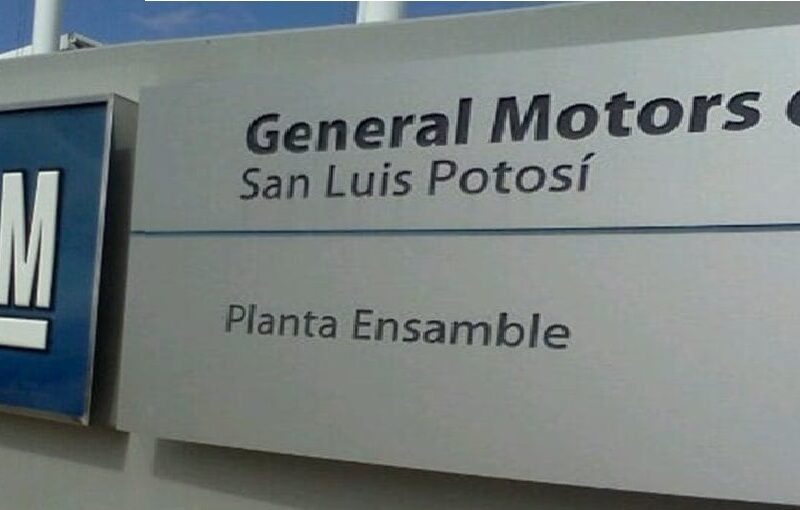 M
General Motors
San Luis Potosí
Planta Ensamble